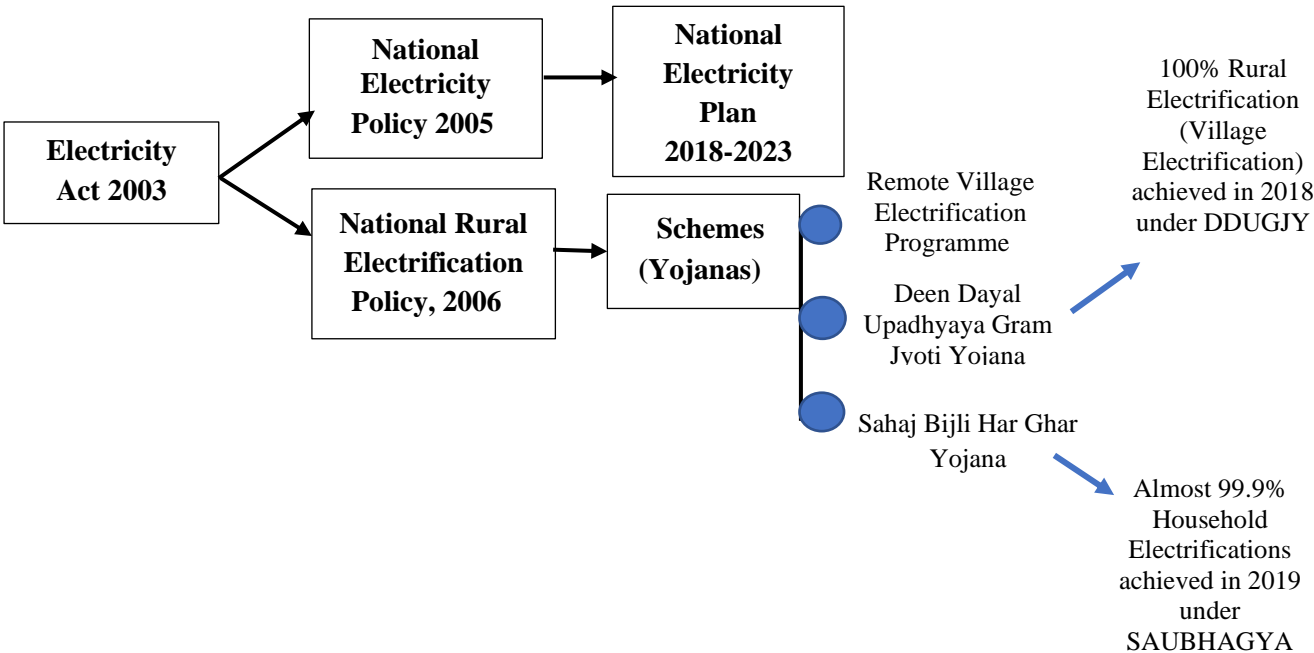 Electricity
Act 2003
National
Electricity
Policy 2005
National
Electricity
Plan
2018-2023
National Rural
Electrification
Policy, 2006
Schemes
(Yojanas)
Remote Village
Electrification
Programme
Deen Dayal
Upadhyaya Gram
Jyoti Yojana
Sahaj Bijli Har Ghar
Yojana
100% Rural
Electrification
(Village
Electrification)
achieved in 2018
under DDUGJY
Almost 99.9%
Household
Electrifications
achieved in 2019
under
SAUBHAGYA